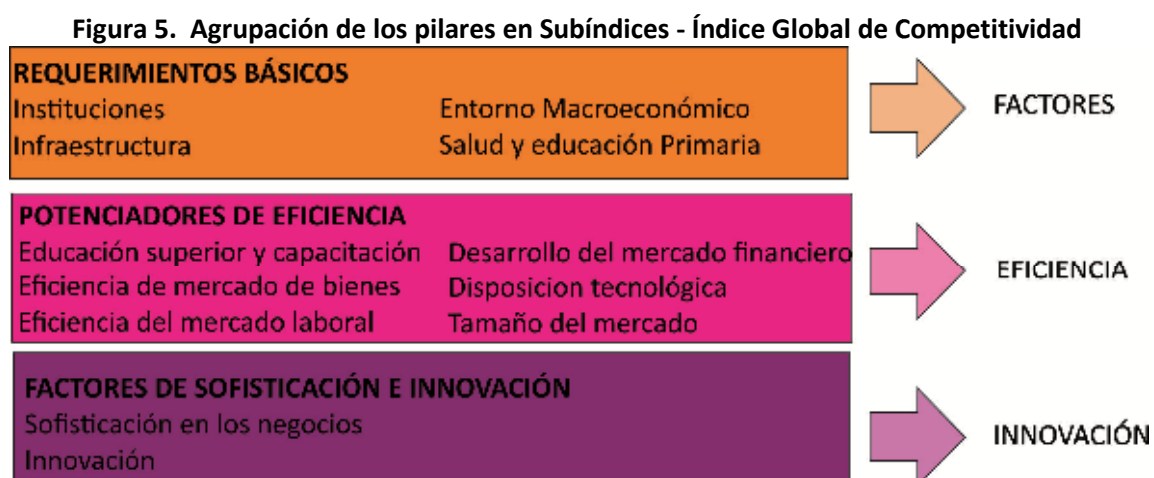 Figura 5. Agrupación de los pilares en Subíndices - Índice Global de Competitividad
REQUERIMIENTOS BÁSICOS
Instituciones
Infraestructura
Entorno Macroeconómico
Salud y educación Primaria
FACTORES
POTENCIADORES DE EFICIENCIA
Educación superior y capacitación
Eficiencia de mercado de bienes
Eficiencia del mercado laboral
Desarrollo del mercado financiero
Disposicion tecnológica
Tamaño del mercado
EFICIENCIA
FACTORES DE SOFISTICACIÓN E INNOVACIÓN
Sofisticación en los negocios
Innovación
INNOVACIÓN